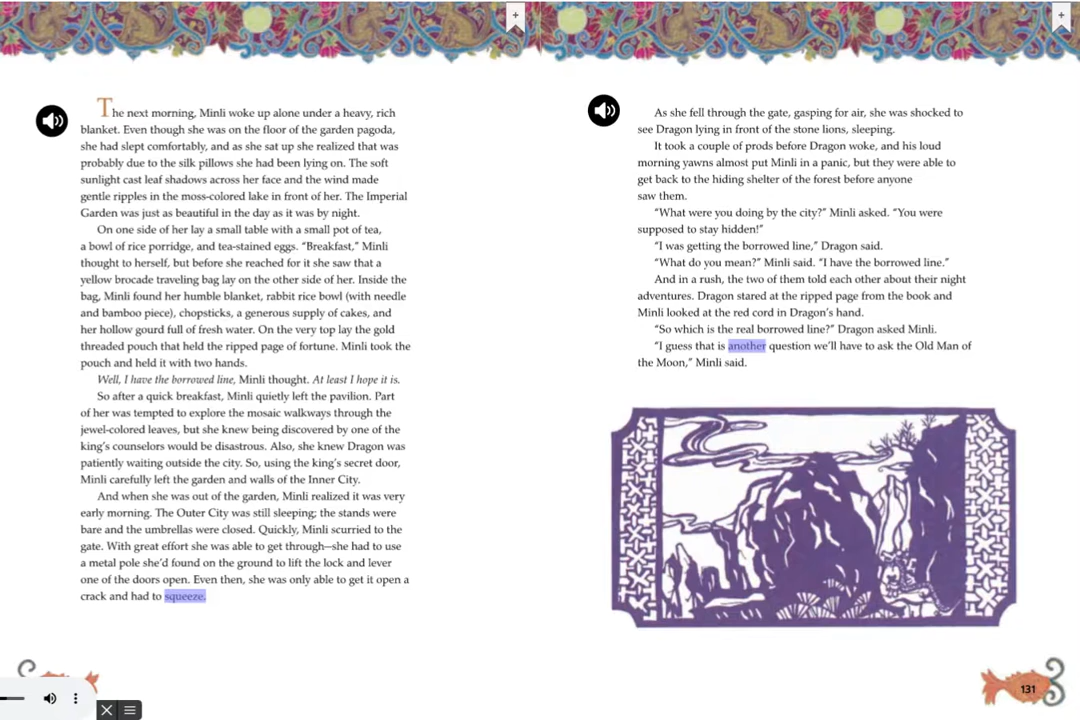 The next morning, Minli woke up alone under a heavy, rich
blanket. Even though she was on the floor of the garden pagoda,
she had slept comfortably, and as she sat up she realized that was
probably due to the silk pillows she had been lying on. The soft
sunlight cast leaf shadows across her face and the wind made
gentle ripples in the moss-colored lake in front of her. The Imperial
Garden was just as beautiful in the day as it was by night.
On one side of her lay a small table with a small pot of tea,
a bowl of rice porridge, and tea-stained eggs. “Breakfast,” Minli
thought to herself, but before she reached for it she saw that a
yellow brocade traveling bag lay on the other side of her. Inside the
bag, Minli found her humble blanket, rabbit rice bowl (with needle
and bamboo piece), chopsticks, a generous supply of cakes, and
her hollow gourd full of fresh water. On the very top lay the gold
threaded pouch that held the ripped page of fortune. Minli took the
pouch and held it with two hands.
Well, I have the borrowed line, Minli thought. At least I hope it is.
So after a quick breakfast, Minli quietly left the pavilion. Part
of her was tempted to explore the mosaic walkways through the
jewel-colored leaves, but she knew being discovered by one of the
king’s counselors would be disastrous. Also, she knew Dragon was
patiently waiting outside the city. So, using the king’s secret door,
Minli carefully left the garden and walls of the Inner City.
And when she was out of the garden, Minli realized it was very
early morning. The Outer City was still sleeping; the stands were
bare and the umbrellas were closed. Quickly, Minli scurried to the
gate. With great effort she was able to get through—she had to use
a metal pole she’d found on the ground to lift the lock and lever
one of the doors open. Even then, she was only able to get it open a
crack and had to squeeze.
As she fell through the gate, gasping for air, she was shocked to
see Dragon lying in front of the stone lions, sleeping.
It took a couple of prods before Dragon woke, and his loud
morning yawns almost put Minli in a panic, but they were able to
get back to the hiding shelter of the forest before anyone
saw them.
“What were you doing by the city?” Minli asked. “You were
supposed to stay hidden!”
“I was getting the borrowed line,” Dragon said.
“What do you mean?” Minli said. “I have the borrowed line.”
And in a rush, the two of them told each other about their night
adventures. Dragon stared at the ripped page from the book and
Minli looked at the red cord in Dragon’s hand.
“So which is the real borrowed line?” Dragon asked Minli.
“I guess that is another question we’ll have to ask the Old Man of
the Moon,” Minli said.
131